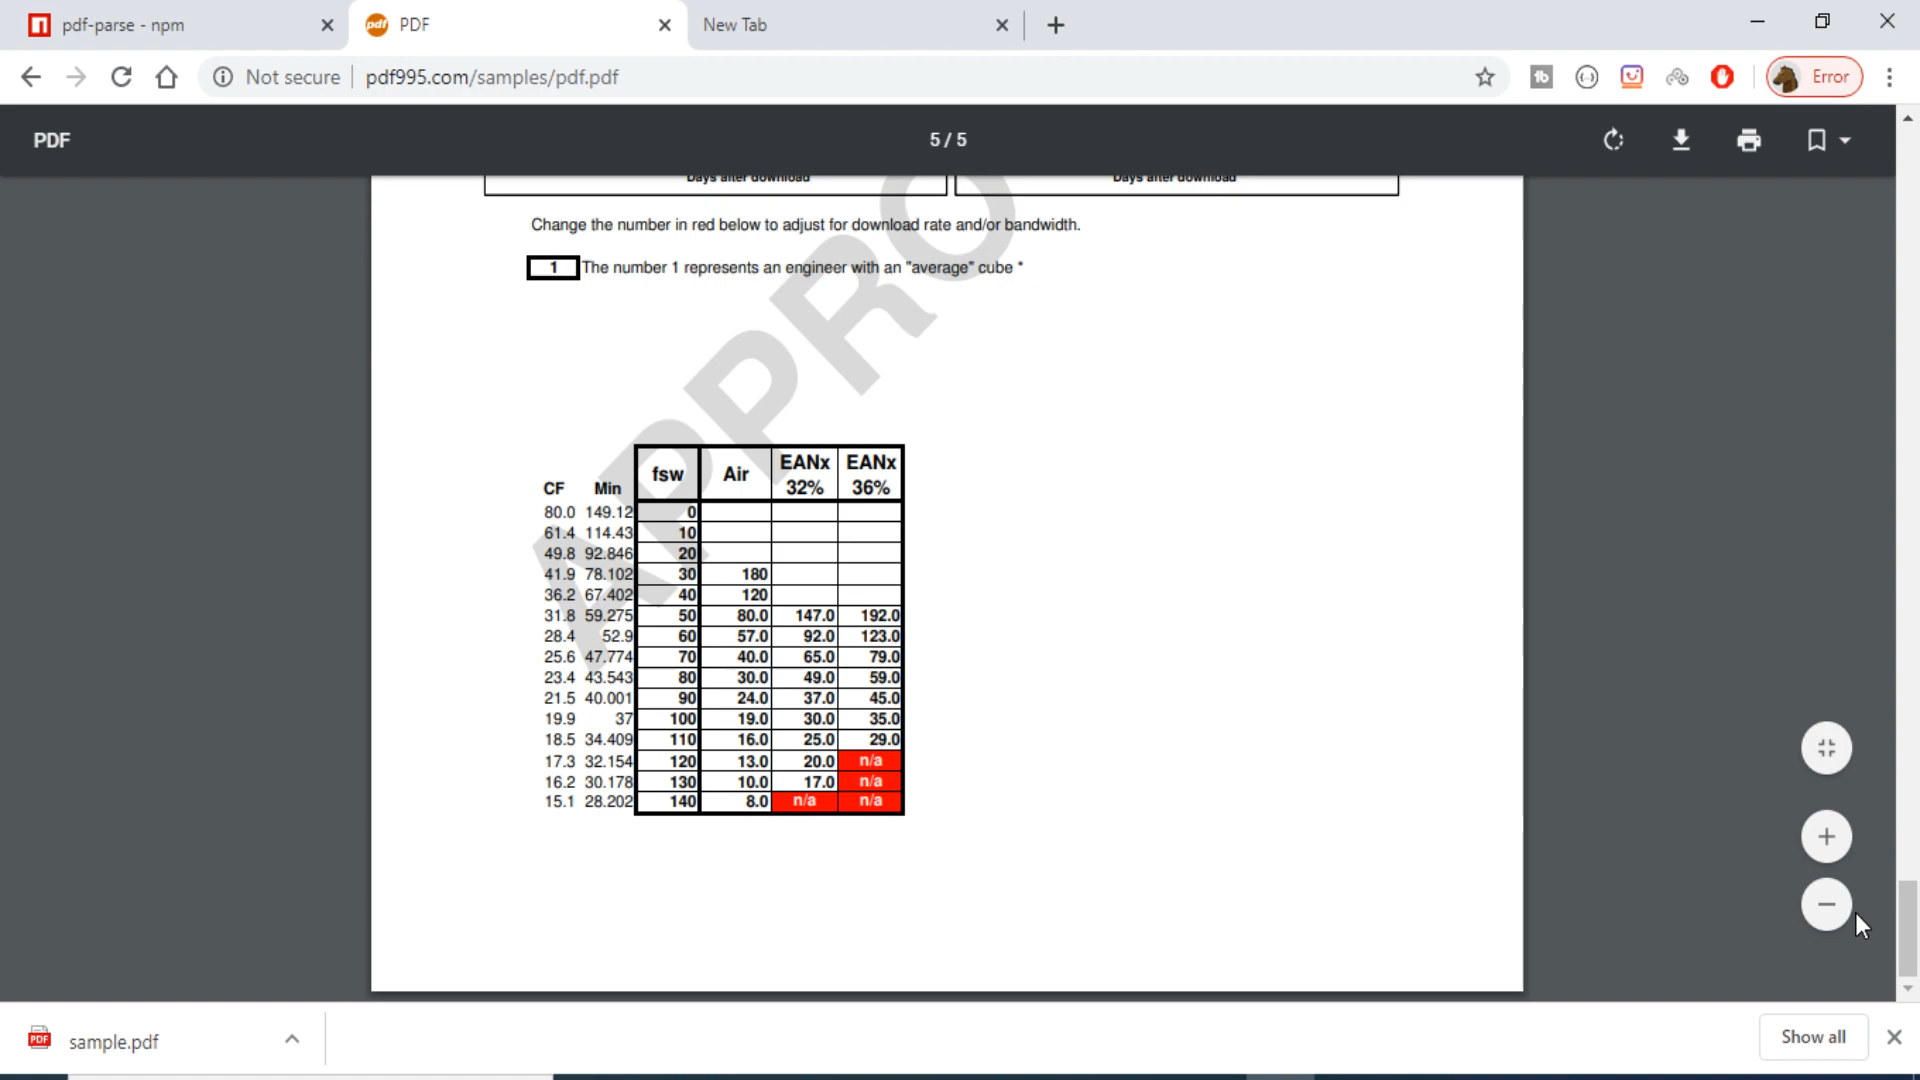 pdf-parse - npm
pdf PDF
New Tab
Not secure | pdf995.com/samples/pdf.pdf
Error
PDF
5 / 5
Days after download Days after download
Change the number in red below to adjust for download rate and/or bandwidth.
1 The number 1 represents an engineer with an "average" cube *
APPRO
CF Min fsw Air EANx 32% EANx 36%
80.0 149.12 0
61.4 114.43 10
49.8 92.846 20
41.9 78.102 30 180
36.2 67.402 40 120
31.8 59.275 50 80.0 147.0 192.0
28.4 52.9 60 57.0 92.0 123.0
25.6 47.774 70 40.0 65.0 79.0
23.4 43.543 80 30.0 49.0 59.0
21.5 40.001 90 24.0 37.0 45.0
19.9 37 100 19.0 30.0 35.0
18.5 34.409 110 16.0 25.0 29.0
17.3 32.154 120 13.0 20.0 n/a
16.2 30.178 130 10.0 17.0 n/a
15.1 28.202 140 8.0 n/a n/a
PDF sample.pdf
Show all